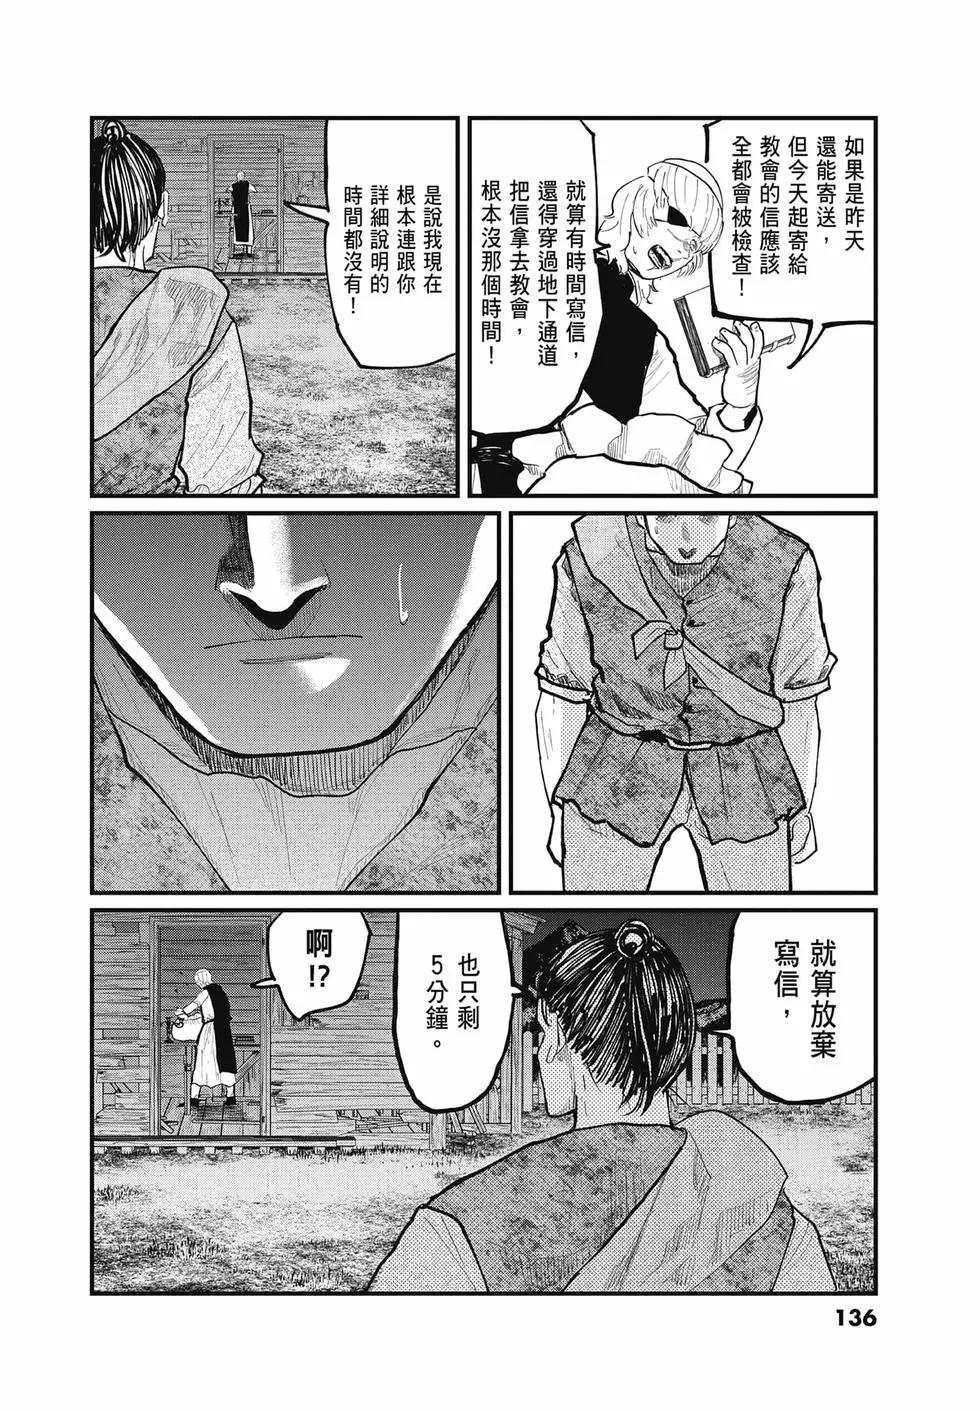 如果是昨天
還能寄送，
但今天起寄給
教會的信應該
全都會被檢查！
就算有時間寫信，
還得穿過地下通道
把信拿去教會，
根本沒那個時間！
是說我現在
根本連跟你
詳細說明的
時間都沒有！
就算放棄
寫信，
也只剩
5分鐘。
啊!?
136